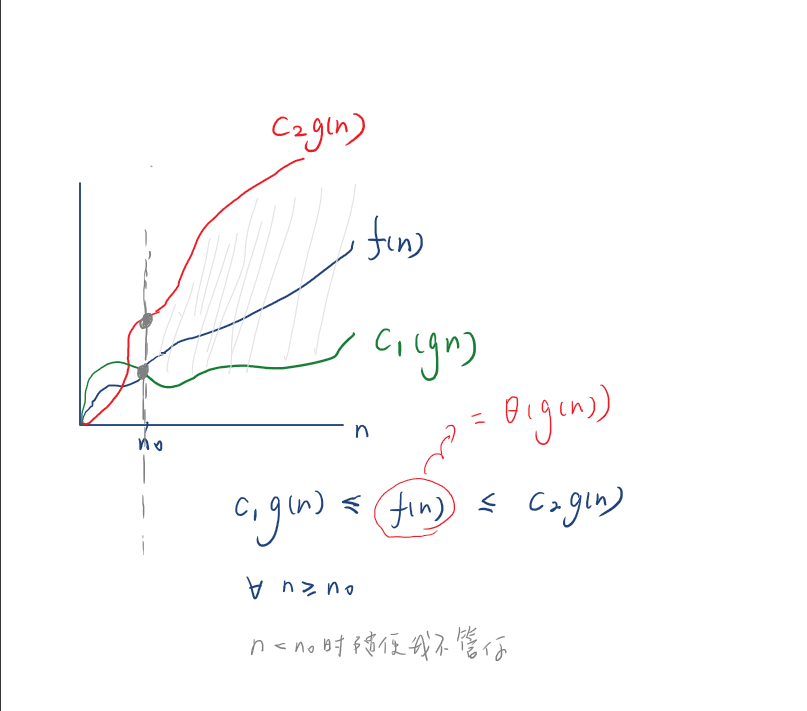 C₂g(n)
f(n)
C₁(gn)
n
n₀
= θ(g(n))
C₁g(n) ≤ f(n) ≤ C₂g(n)
∀ n ≥ n₀
n < n₀时随便我不管你